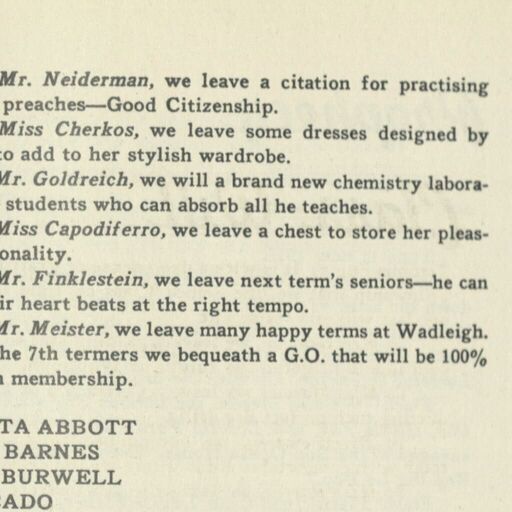 Mr. Neiderman, we leave a citation for practising
preaches—Good Citizenship.
Miss Cherkos, we leave some dresses designed by
to add to her stylish wardrobe.
Mr. Goldreich, we will a brand new chemistry labora-
students who can absorb all he teaches.
Miss Capodiferro, we leave a chest to store her pleas-
onality.
Mr. Finklestein, we leave next term's seniors—he can
ir heart beats at the right tempo.
Mr. Meister, we leave many happy terms at Wadleigh.
he 7th termers we bequeath a G.O. that will be 100%
membership.
TA ABBOTT
BARNES
BURWELL
CADO